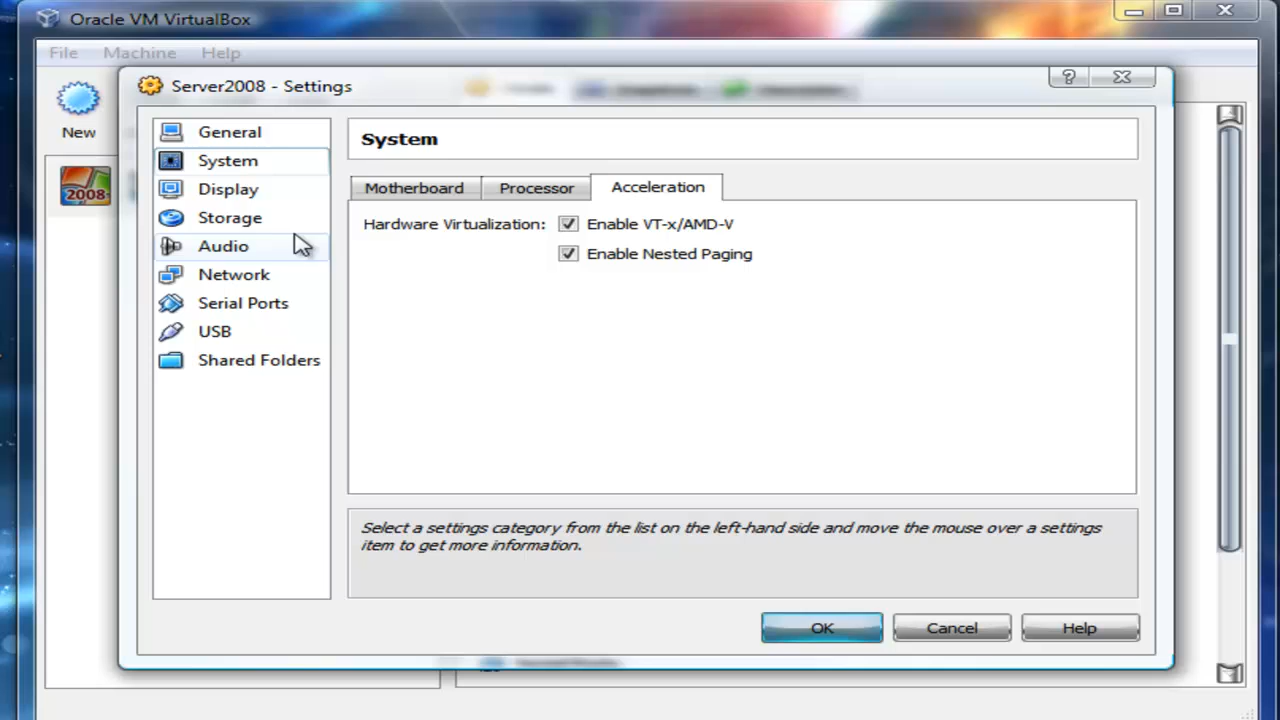 Oracle VM VirtualBox
File Machine Help
Server2008 - Settings
New
2008
General
System
Display
Storage
Audio
Network
Serial Ports
USB
Shared Folders
System
Motherboard Processor Acceleration
Hardware Virtualization: Enable VT-x/AMD-V
Enable Nested Paging
Select a settings category from the list on the left-hand side and move the mouse over a settings
item to get more information.
OK Cancel Help